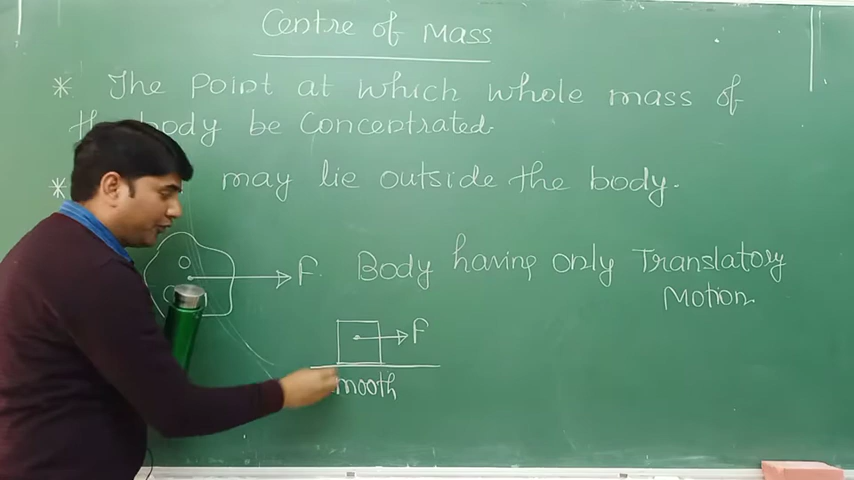 Centre of Mass
* The Point at which whole mass of
the body be Concentrated.
* may lie outside the body.
O
F. Body having only Translatory
Motion
F
mooth